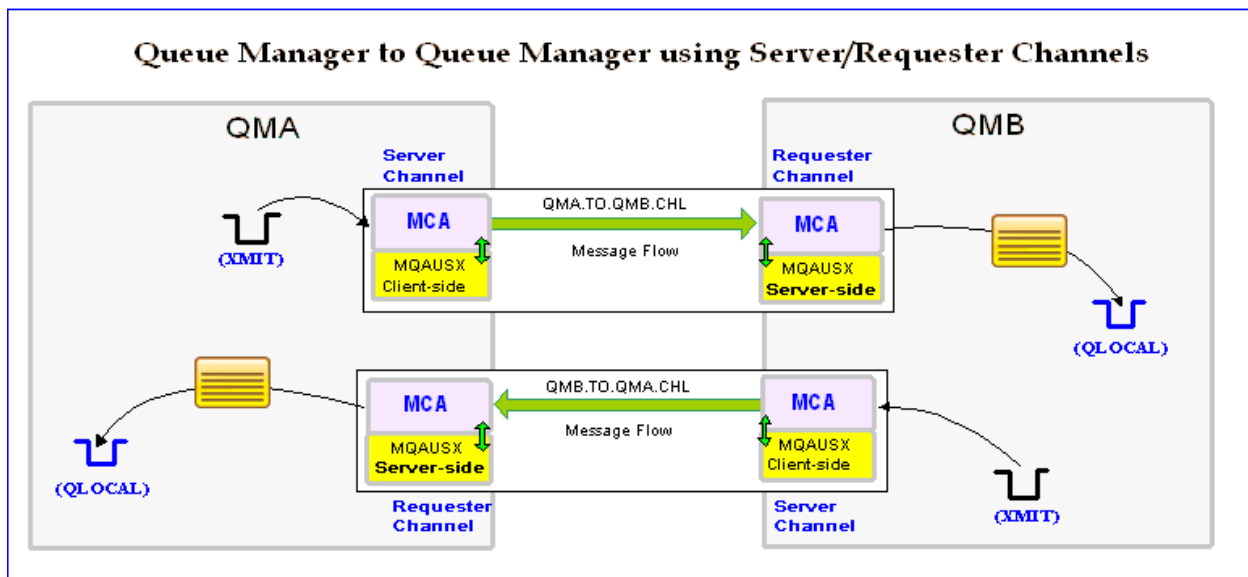 Queue Manager to Queue Manager using Server/Requester Channels
QMA
QMB
Server
Channel
Requester
Channel
MCA
QMA.TO.QMB.CHL
MCA
Message Flow
(XMIT)
MQAUSX
Client-side
MQAUSX
Server-side
(QLOCAL)
MCA
QMB.TO.QMA.CHL
MCA
Message Flow
MQAUSX
Server-side
MQAUSX
Client-side
(QLOCAL)
Requester
Channel
Server
Channel
(XMIT)